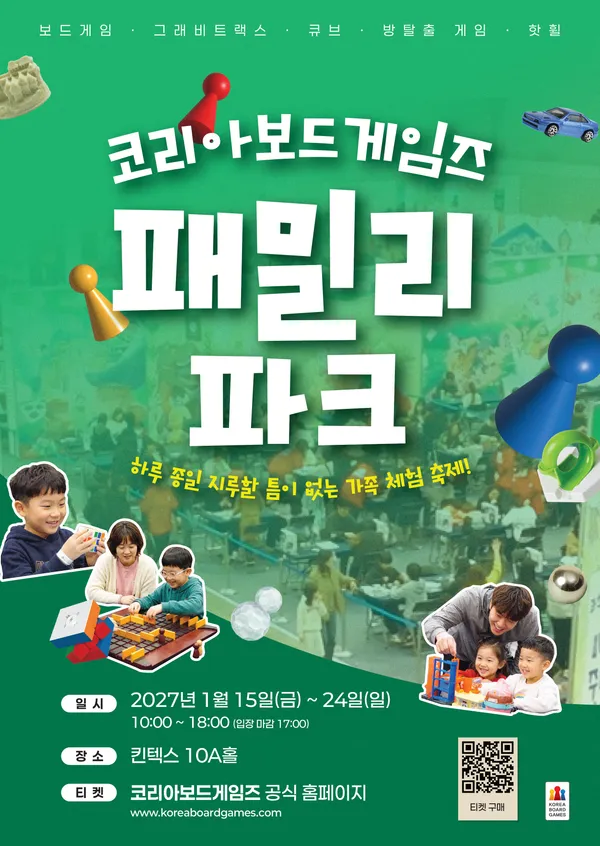 보드게임 · 그래비트랙스 · 큐브 · 방탈출 게임 · 핫휠
코리아보드게임즈
패밀리
파크
하루 종일 지루할 틈이 없는 가족 체험 축제!
일시 2027년 1월 15일(금) ~ 24일(일)
10:00 ~ 18:00 (입장 마감 17:00)
장소 킨텍스 10A홀
티켓 코리아보드게임즈 공식 홈페이지
www.koreaboardgames.com
티켓 구매
KOREA
BOARD
GAMES